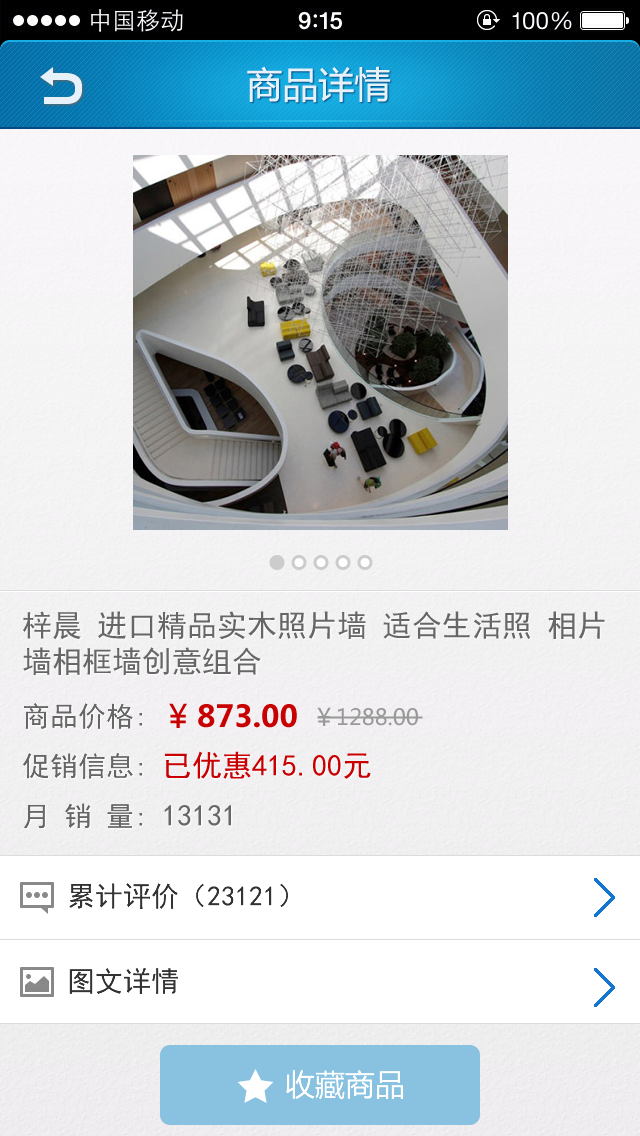 中国移动 9:15 100%
商品详情
梓晨 进口精品实木照片墙 适合生活照 相片
墙相框墙创意组合
商品价格： ￥873.00 ￥1288.00
促销信息： 已优惠415.00元
月 销 量： 13131
累计评价（23121）
图文详情
收藏商品